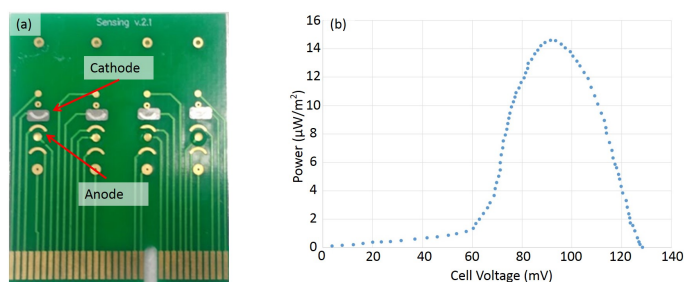 (a)
Sensing v.2.1
Cathode
Anode
(b)
Power (μW/m²)
16
14
12
10
8
6
4
2
0
0 20 40 60 80 100 120 140
Cell Voltage (mV)